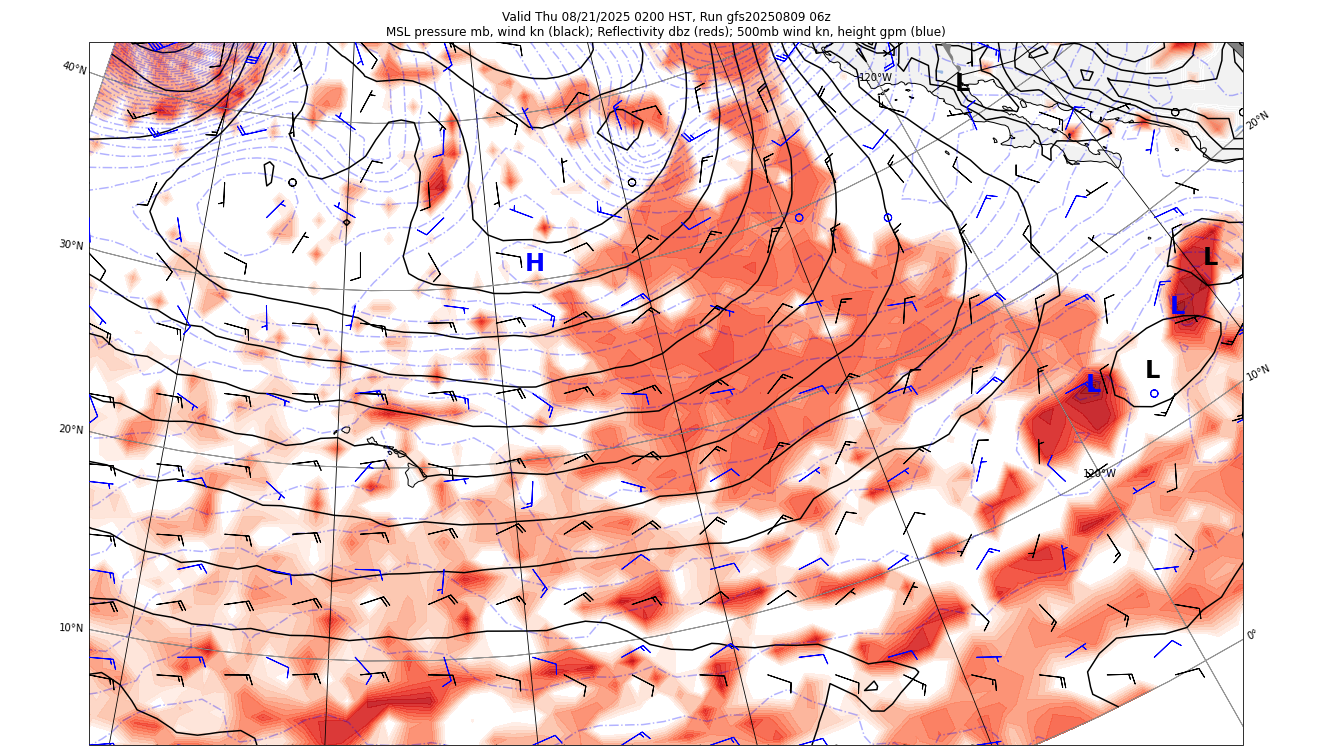 Valid Thu 08/21/2025 0200 HST, Run gfs20250809 06z
MSL pressure mb, wind kn (black); Reflectivity dbz (reds); 500mb wind kn, height gpm (blue)
40°N
120°W
L
20°N
30°N
H
L
L
L
L
10°N
20°N
120°W
10°N
0°